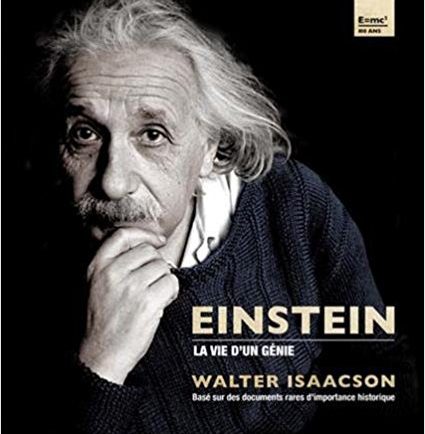 E=mc²
100 ANS
EINSTEIN
LA VIE D'UN GÉNIE
WALTER ISAACSON
Basé sur des documents rares d'importance historique